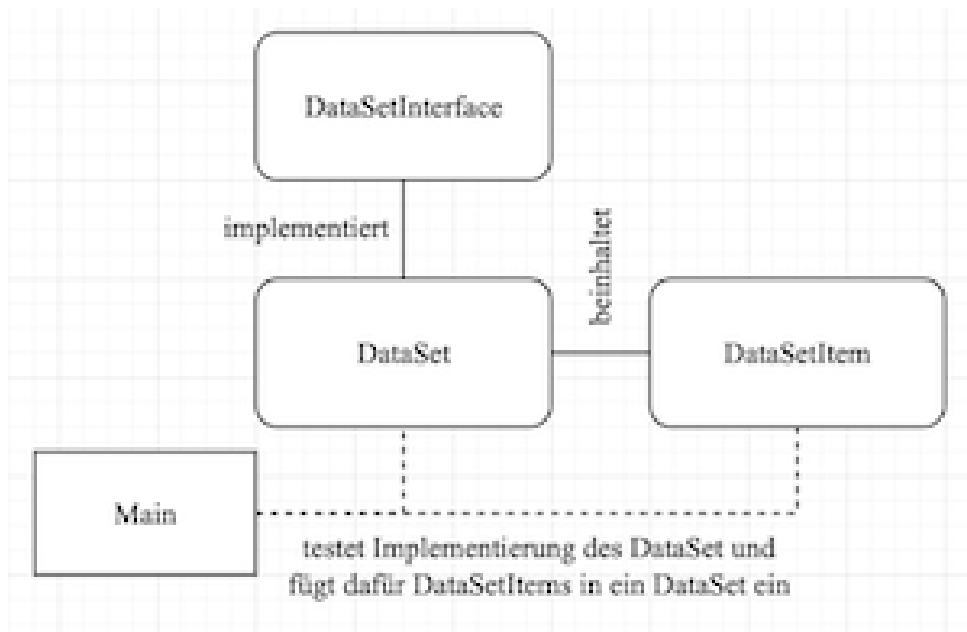 DataSetInterface
implementiert
beinhaltet
DataSet
DataSetItem
Main
testet Implementierung des DataSet und
fügt dafür DataSetItems in ein DataSet ein